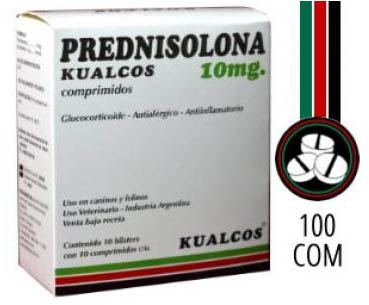 PREDNISOLONA
KUALCOS 10mg.
comprimidos
Glucocorticoide - Antialérgico - Antiinflamatorio
Uso en caninos y felinos
Uso Veterinario - Industria Argentina
Venta bajo receta
Contenido 10 blisters
con 10 comprimidos c/u.
KUALCOS
100
COM